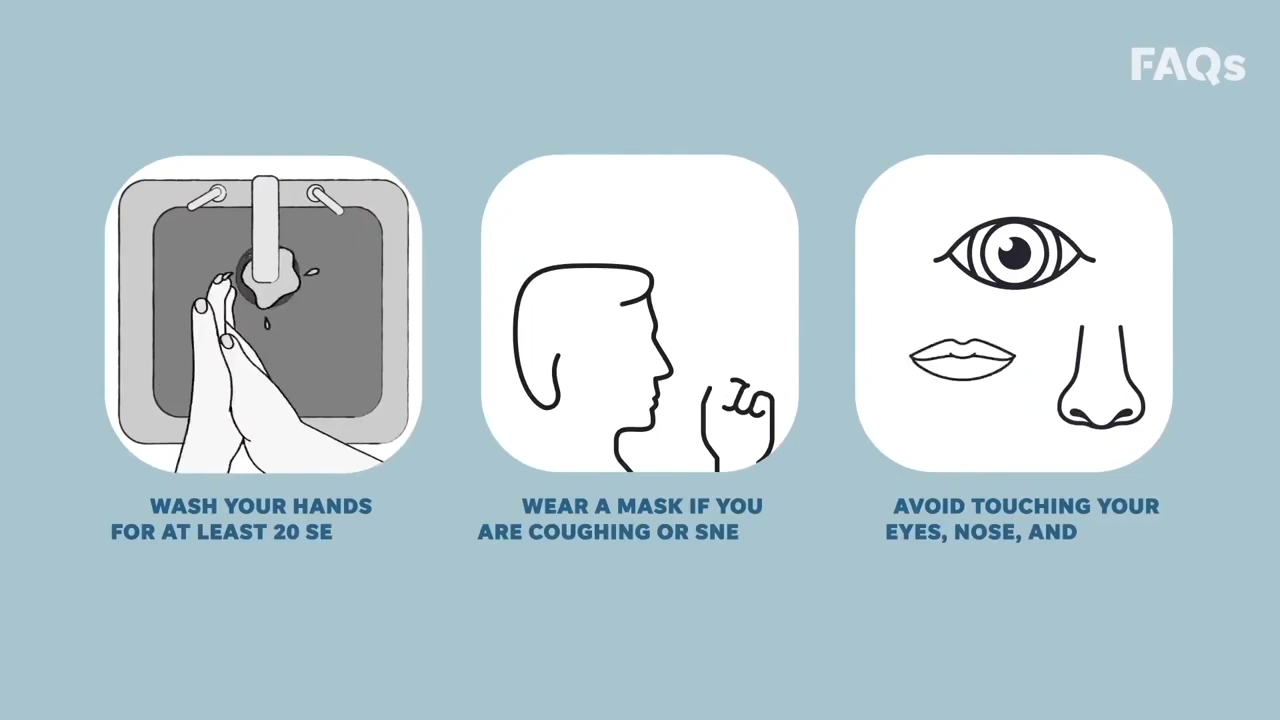 FAQs
WASH YOUR HANDS
FOR AT LEAST 20 SE
WEAR A MASK IF YOU
ARE COUGHING OR SNE
AVOID TOUCHING YOUR
EYES, NOSE, AND